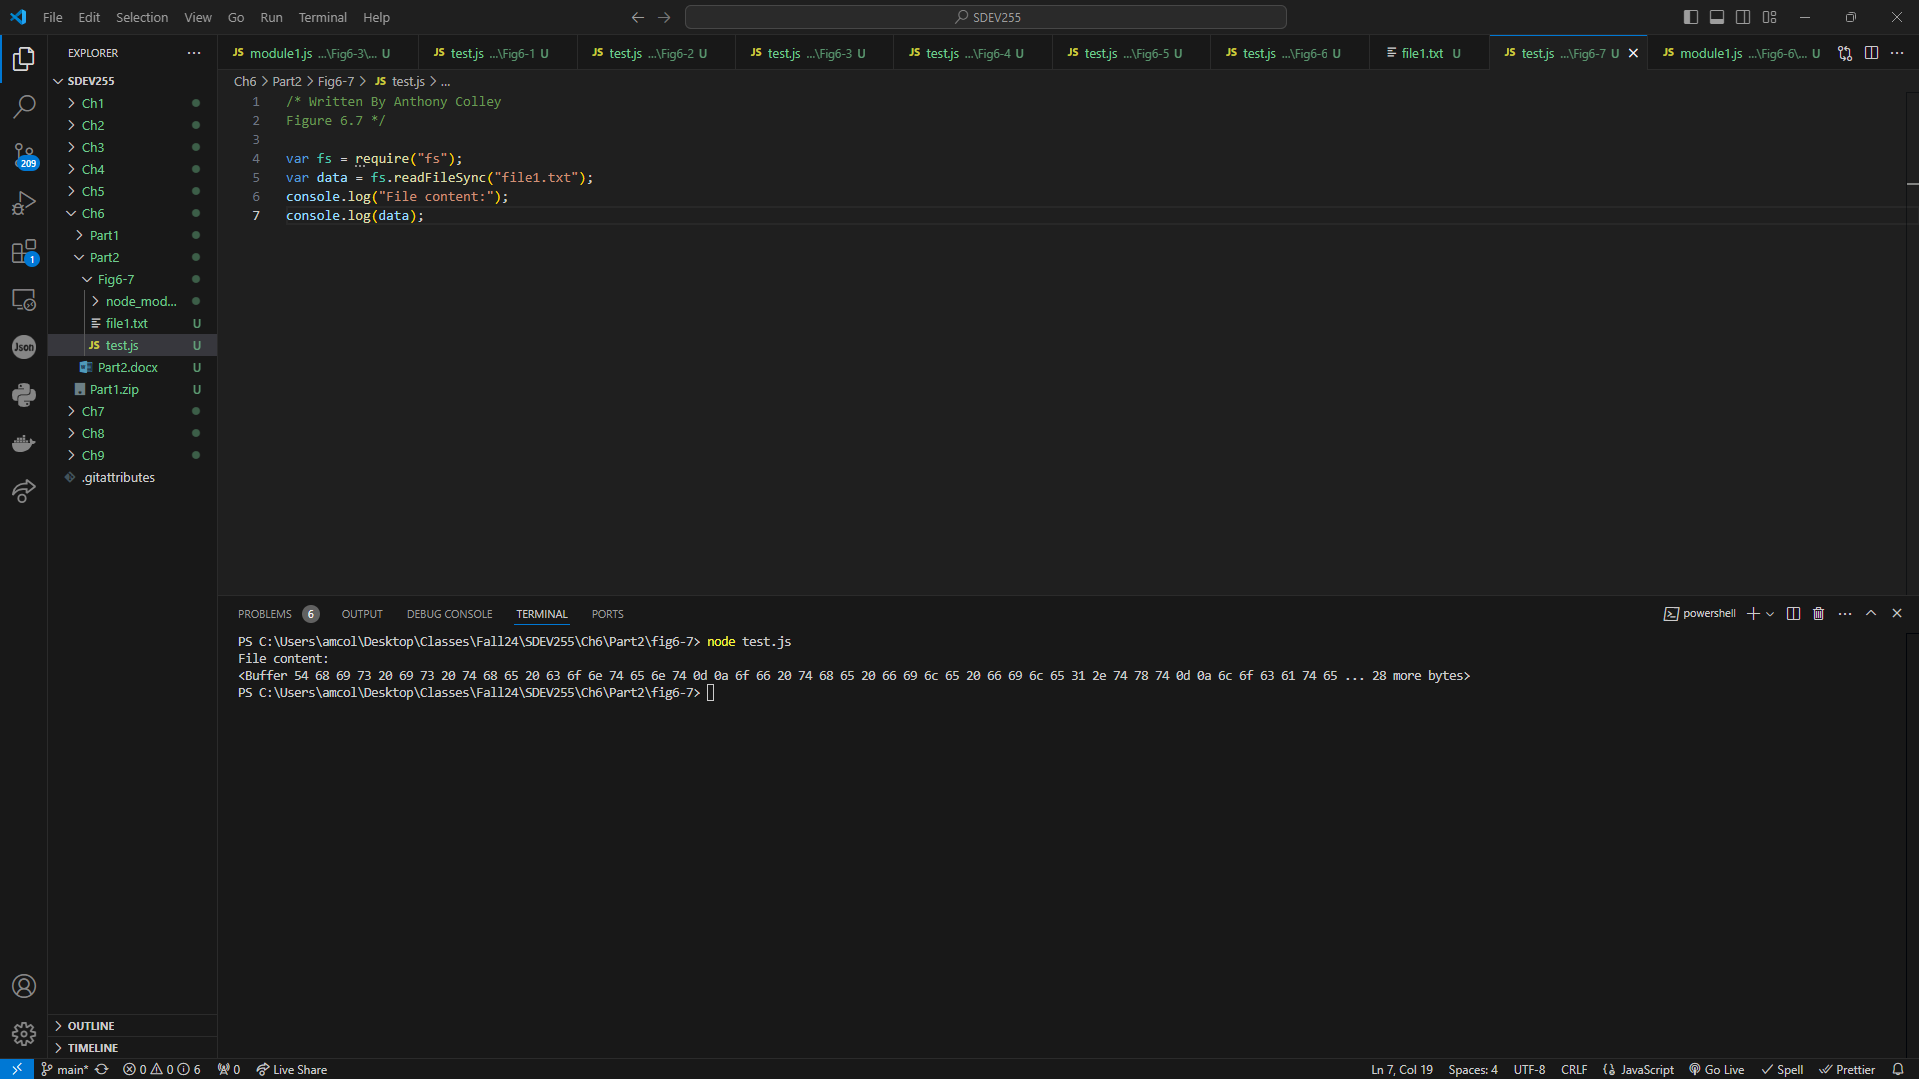 File Edit Selection View Go Run Terminal Help
SDEV255
EXPLORER
module1.js ...\Fig6-3\... U
test.js ...\Fig6-1 U
test.js ...\Fig6-2 U
test.js ...\Fig6-3 U
test.js ...\Fig6-4 U
test.js ...\Fig6-5 U
test.js ...\Fig6-6 U
file1.txt U
test.js ...\Fig6-7 U
module1.js ...\Fig6-6\... U
SDEV255
Ch1
Ch2
Ch3
Ch4
Ch5
Ch6
Part1
Part2
Fig6-7
node_mod...
file1.txt U
JS test.js U
Part2.docx U
Part1.zip U
Ch7
Ch8
Ch9
.gitattributes
OUTLINE
TIMELINE
209
1
Json
Ch6 > Part2 > Fig6-7 > JS test.js > ...
1 /* Written By Anthony Colley
2 Figure 6.7 */
3
4 var fs = require("fs");
5 var data = fs.readFileSync("file1.txt");
6 console.log("File content:");
7 console.log(data);
PROBLEMS 6 OUTPUT DEBUG CONSOLE TERMINAL PORTS
powershell
PS C:\Users\amcol\Desktop\Classes\Fall24\SDEV255\Ch6\Part2\fig6-7> node test.js
File content:
<Buffer 54 68 69 73 20 69 73 20 74 68 65 20 63 6f 6e 74 65 6e 74 0d 0a 6f 66 20 74 68 65 20 66 69 6c 65 20 66 69 6c 65 31 2e 74 78 74 0d 0a 6c 6f 63 61 74 65 ... 28 more bytes>
PS C:\Users\amcol\Desktop\Classes\Fall24\SDEV255\Ch6\Part2\fig6-7>
main* 0 0 6 0 Live Share
Ln 7, Col 19 Spaces: 4 UTF-8 CRLF {} JavaScript Go Live Spell Prettier